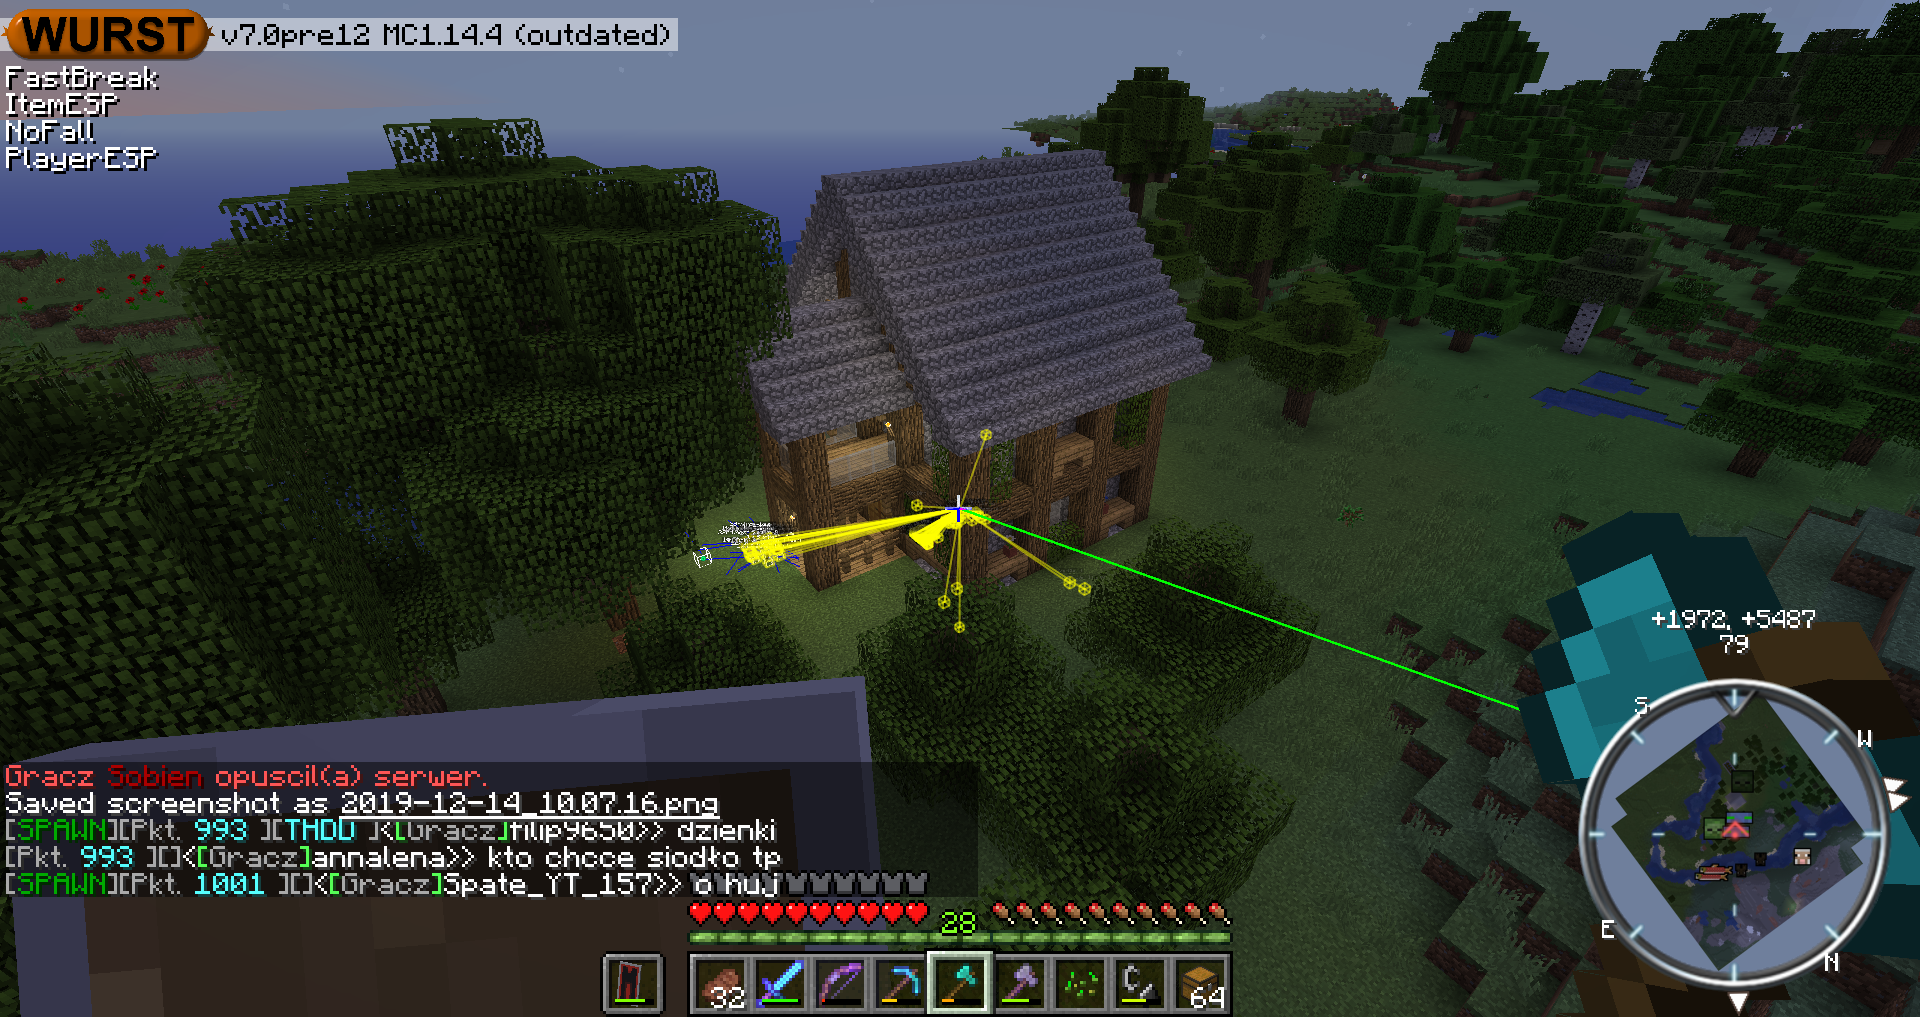 WURST v7.0pre12 MC1.14.4 (outdated)
FastBreak
ItemESP
NoFall
PlayerESP
+1972, +5487
79
S
W
E
N
Gracz Sobien opuscil(a) serwer.
Saved screenshot as 2019-12-14_10.07.16.png
[SPAWN][Pkt. 993 ][THDD ]<[Gracz]filip9650>> dzienki
[Pkt. 993 ][]<[Gracz]annalena>> kto chcce siodło tp
[SPAWN][Pkt. 1001 ][]<[Gracz]Spate_YT_157>> o huj
28
32
64